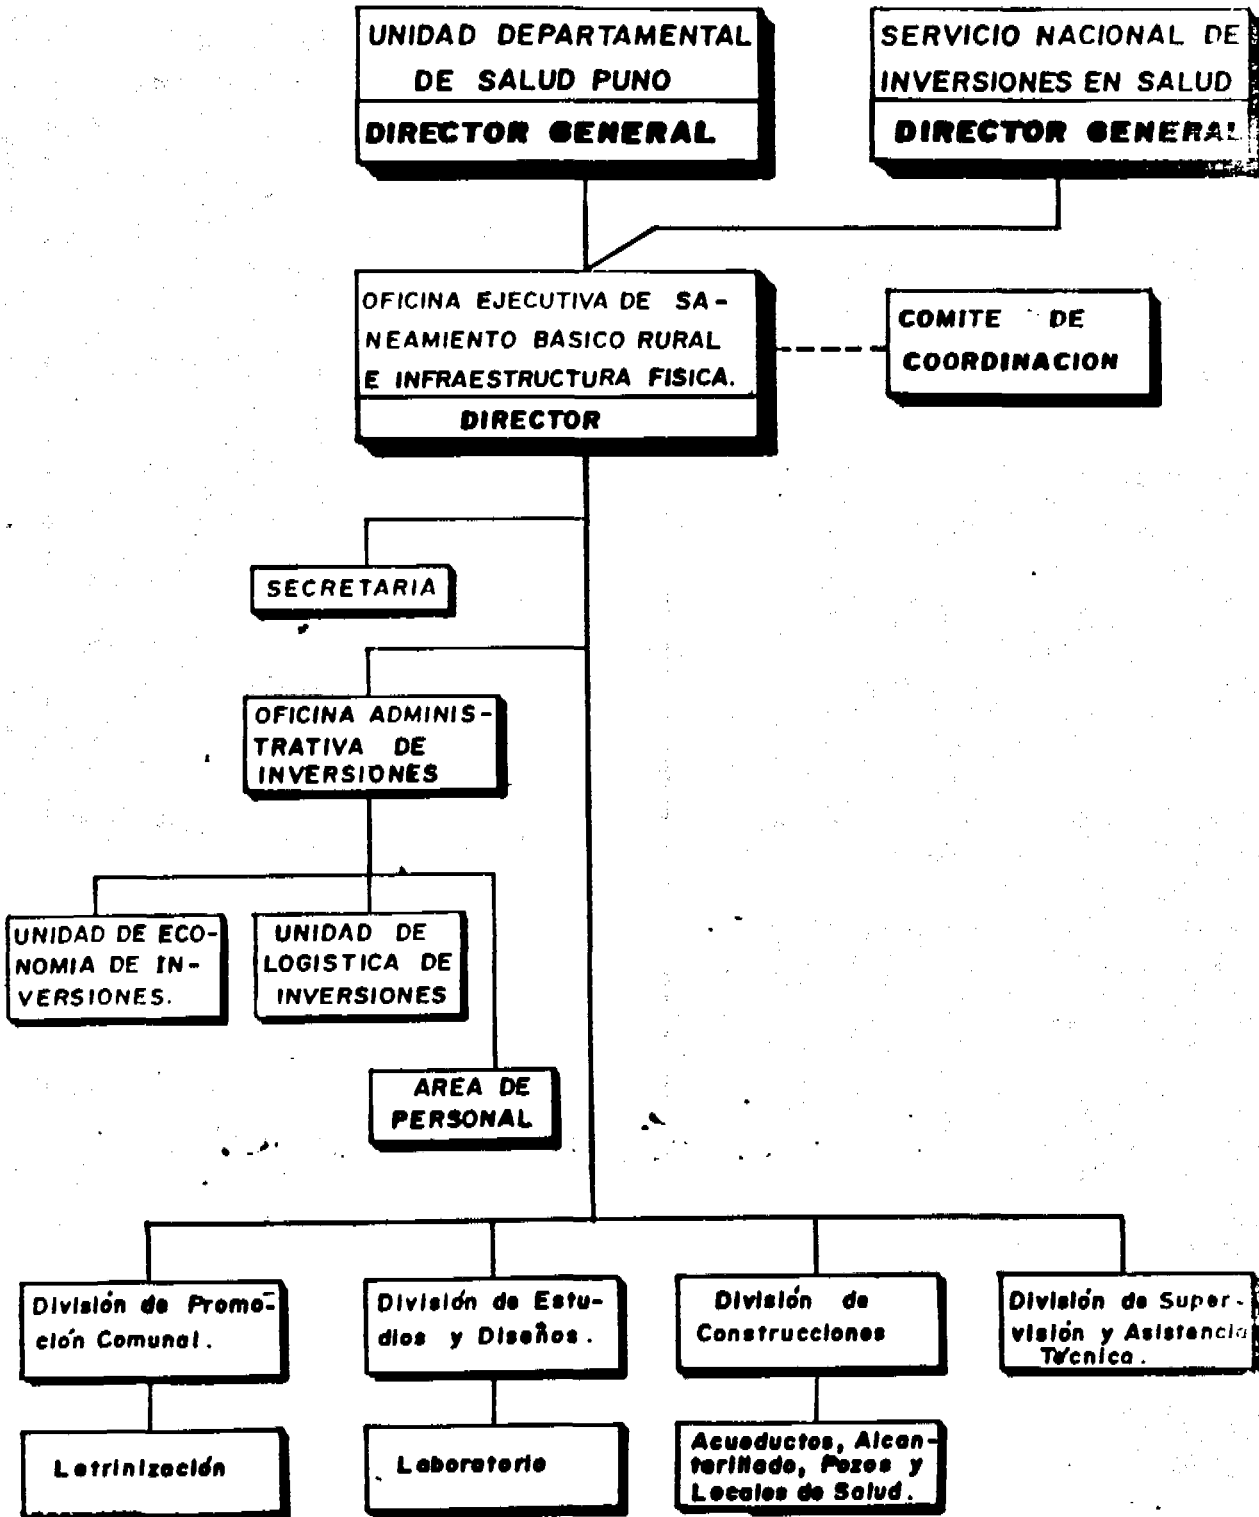 UNIDAD DEPARTAMENTAL
DE SALUD PUNO
DIRECTOR GENERAL
SERVICIO NACIONAL DE
INVERSIONES EN SALUD
DIRECTOR GENERAL
OFICINA EJECUTIVA DE SA-
NEAMIENTO BASICO RURAL
E INFRAESTRUCTURA FISICA.
DIRECTOR
COMITE DE
COORDINACION
SECRETARIA
OFICINA ADMINIS-
TRATIVA DE
INVERSIONES
UNIDAD DE ECO-
NOMIA DE IN-
VERSIONES.
UNIDAD DE
LOGISTICA DE
INVERSIONES
AREA DE
PERSONAL
División de Promo-
ción Comunal.
División de Estu-
dios y Diseños.
División de
Construcciones
División de Super-
visión y Asistencia
Técnica.
Letrinización
Laboratorio
Acueductos, Alcan-
tarillado, Pozos y
Locales de Salud.